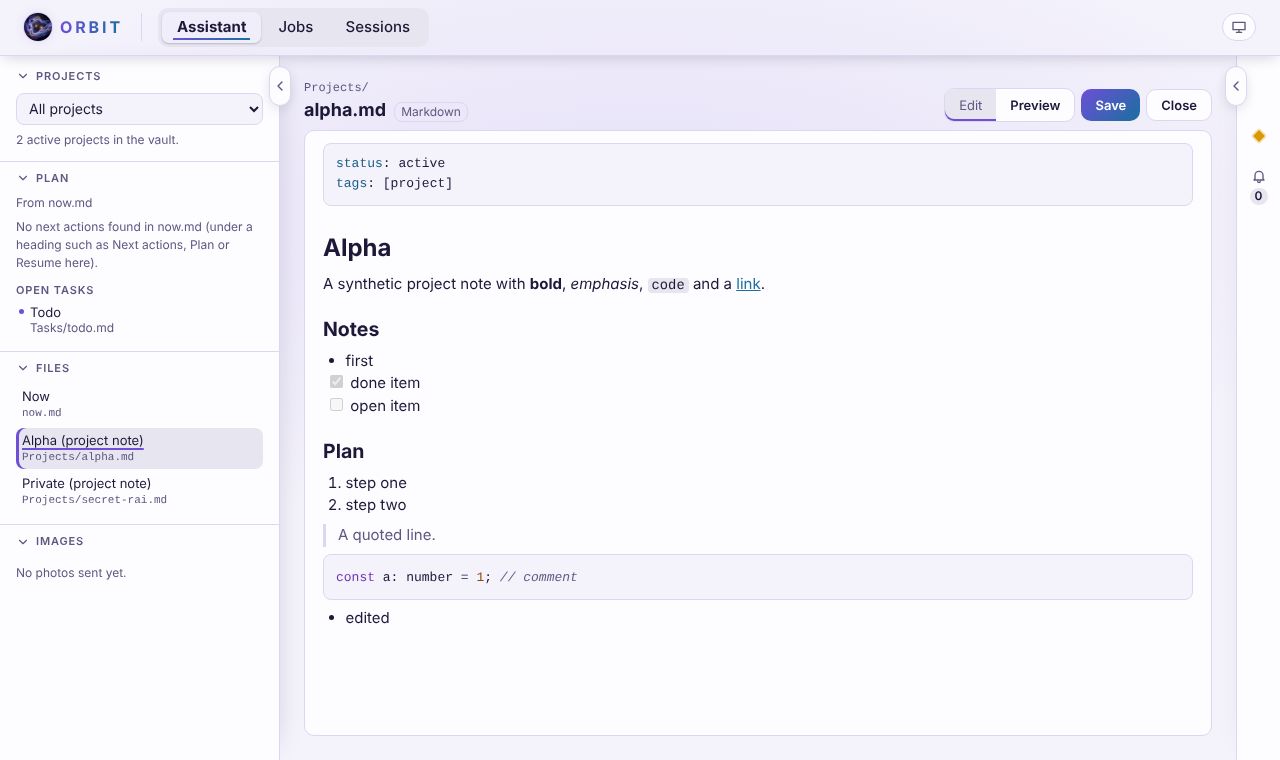 ORBIT
Assistant
Jobs
Sessions
PROJECTS
All projects
2 active projects in the vault.
PLAN
From now.md
No next actions found in now.md (under a
heading such as Next actions, Plan or
Resume here).
OPEN TASKS
Todo
Tasks/todo.md
FILES
Now
now.md
Alpha (project note)
Projects/alpha.md
Private (project note)
Projects/secret-rai.md
IMAGES
No photos sent yet.
Projects/
alpha.md Markdown
Edit Preview Save Close
status: active
tags: [project]
Alpha
A synthetic project note with bold, emphasis, code and a link.
Notes
first
done item
open item
Plan
1. step one
2. step two
A quoted line.
const a: number = 1; // comment
edited
0